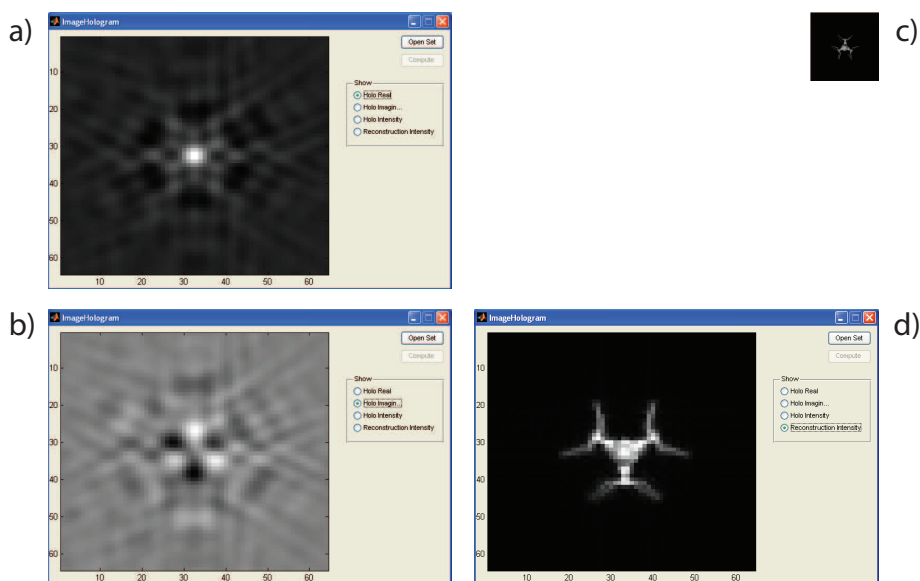 a)
ImageHologram
Open Set
Compute
Show
Holo Real
Holo Imagin...
Holo Intensity
Reconstruction Intensity
10
20
30
40
50
60
10 20 30 40 50 60
c)
b)
ImageHologram
Open Set
Compute
Show
Holo Real
Holo Imagin...
Holo Intensity
Reconstruction Intensity
10
20
30
40
50
60
10 20 30 40 50 60
ImageHologram
d)
Open Set
Compute
Show
Holo Real
Holo Imagin...
Holo Intensity
Reconstruction Intensity
10
20
30
40
50
60
10 20 30 40 50 60